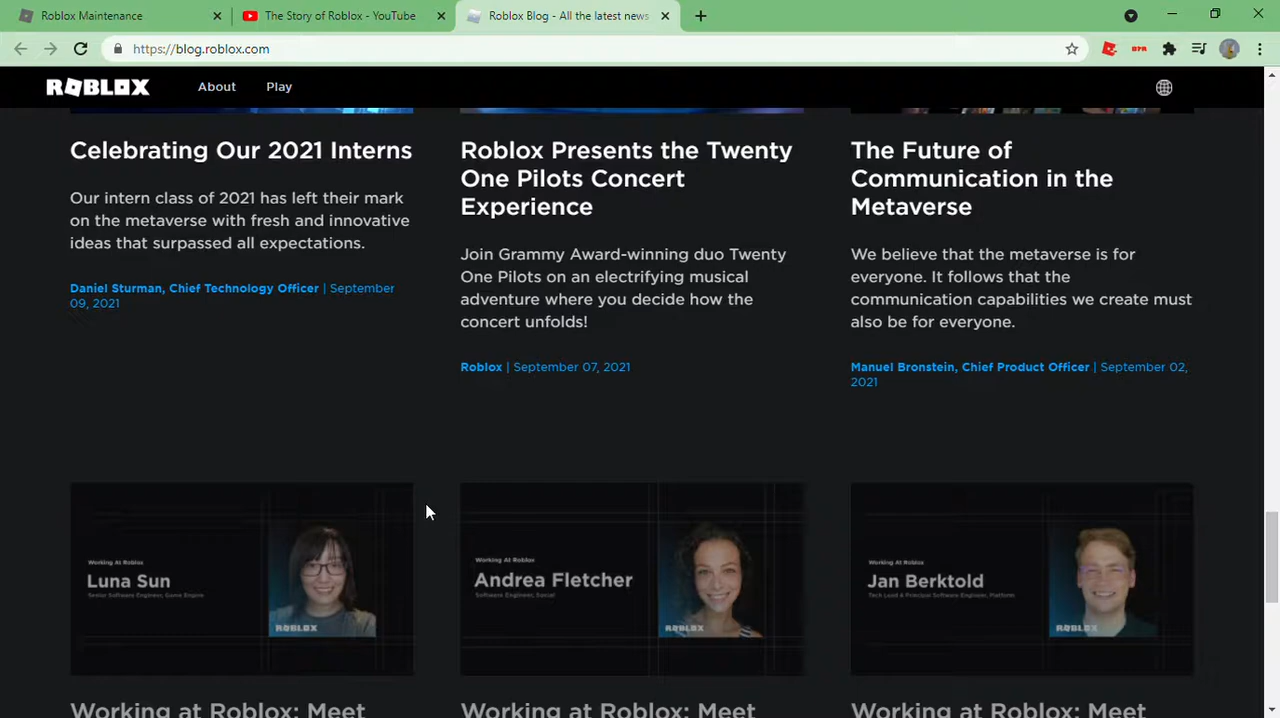 Roblox Maintenance
The Story of Roblox - YouTube
Roblox Blog - All the latest news
https://blog.roblox.com
BPR
ROBLOX
About
Play
Celebrating Our 2021 Interns
Our intern class of 2021 has left their mark
on the metaverse with fresh and innovative
ideas that surpassed all expectations.
Daniel Sturman, Chief Technology Officer | September
09, 2021
Roblox Presents the Twenty
One Pilots Concert
Experience
Join Grammy Award-winning duo Twenty
One Pilots on an electrifying musical
adventure where you decide how the
concert unfolds!
Roblox | September 07, 2021
The Future of
Communication in the
Metaverse
We believe that the metaverse is for
everyone. It follows that the
communication capabilities we create must
also be for everyone.
Manuel Bronstein, Chief Product Officer | September 02,
2021
Working At Roblox
Luna Sun
Senior Software Engineer, Game Engine
ROBLOX
Working At Roblox
Andrea Fletcher
Software Engineer, Social
ROBLOX
Working At Roblox
Jan Berktold
Tech Lead & Principal Software Engineer, Platform
ROBLOX
Working at Roblox: Meet
Working at Roblox: Meet
Working at Roblox: Meet